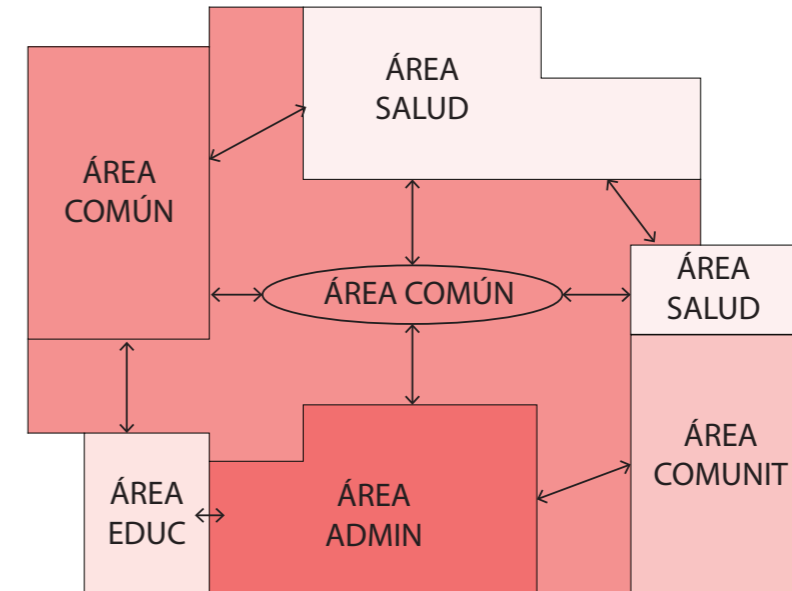 ÁREA
SALUD
ÁREA
COMÚN
ÁREA COMÚN
ÁREA
SALUD
ÁREA
COMUNIT
ÁREA
EDUC
ÁREA
ADMIN